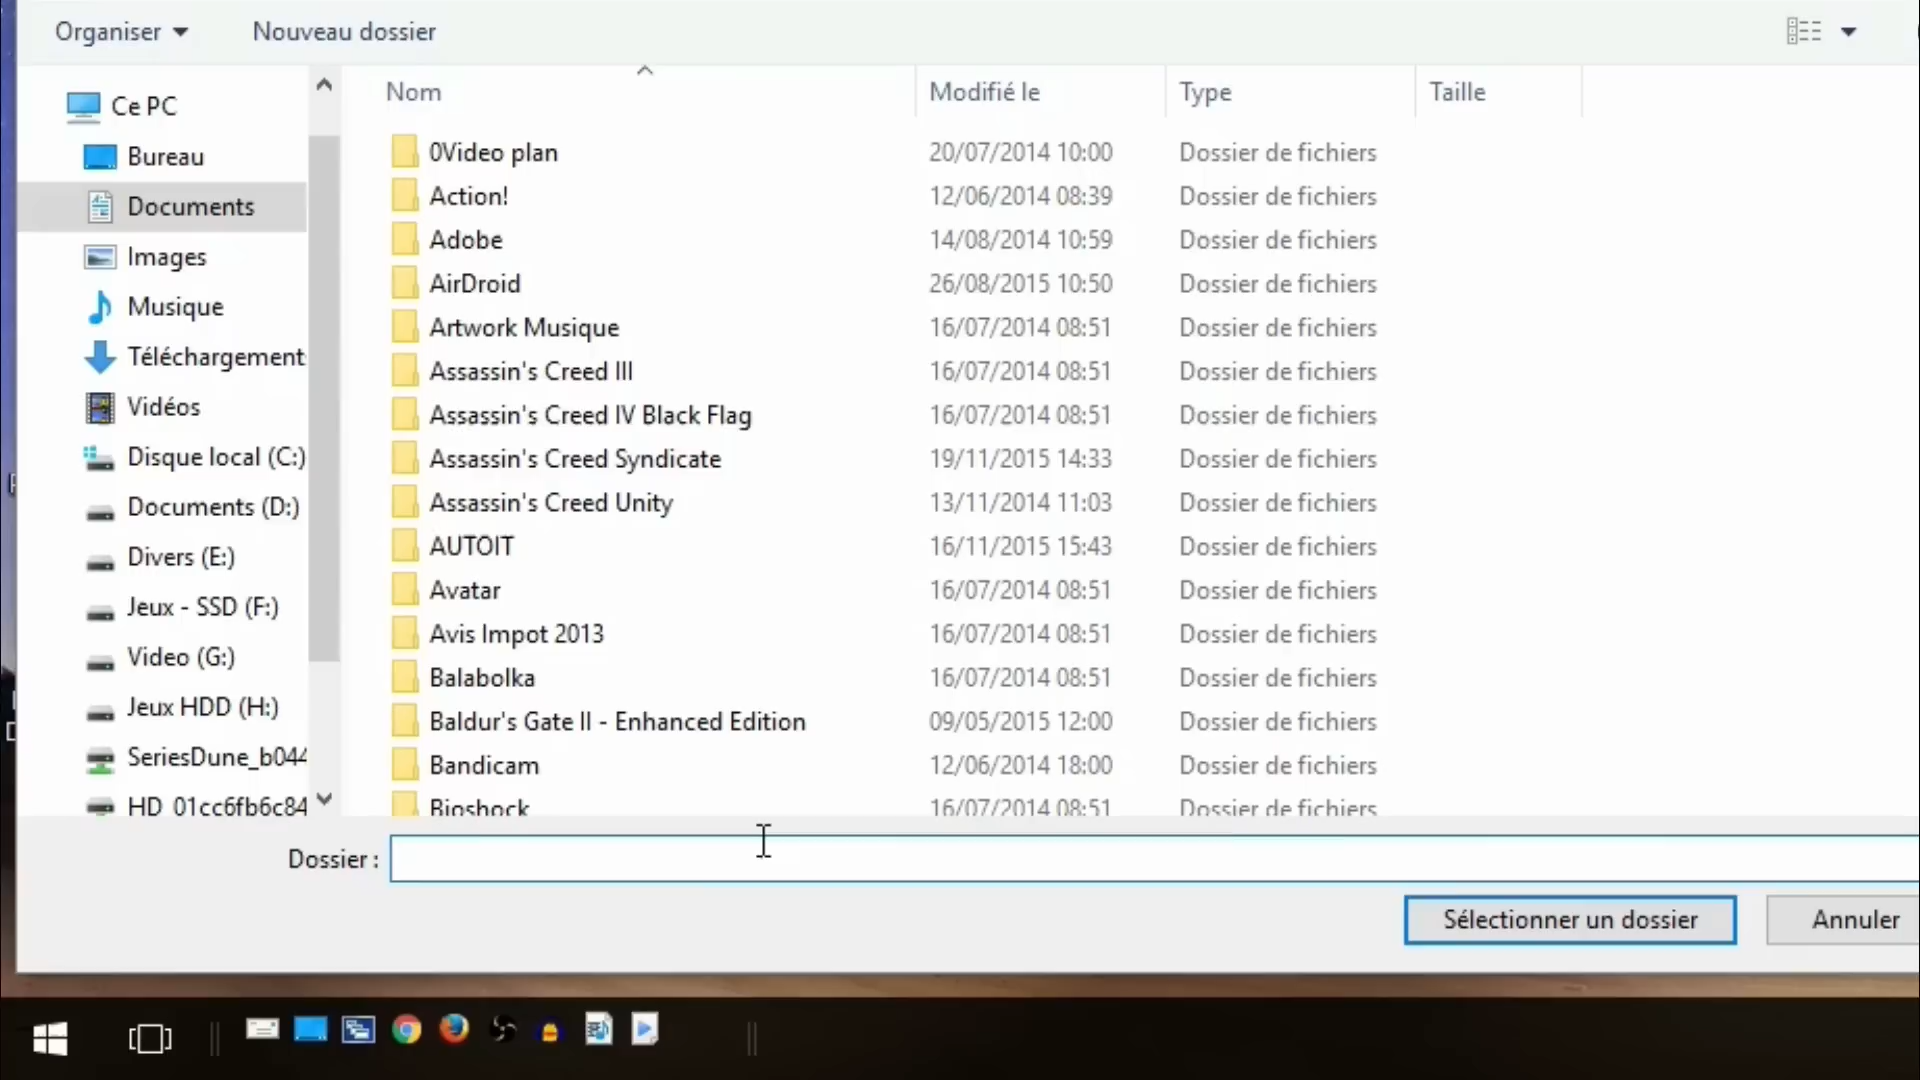 Organiser
Nouveau dossier
Nom
Modifié le
Type
Taille
Ce PC
Bureau
Documents
Images
Musique
Téléchargement
Vidéos
Disque local (C:)
Documents (D:)
Divers (E:)
Jeux - SSD (F:)
Video (G:)
Jeux HDD (H:)
SeriesDune_b044
HD_01cc6fb6c84
0Video plan 20/07/2014 10:00 Dossier de fichiers
Action! 12/06/2014 08:39 Dossier de fichiers
Adobe 14/08/2014 10:59 Dossier de fichiers
AirDroid 26/08/2015 10:50 Dossier de fichiers
Artwork Musique 16/07/2014 08:51 Dossier de fichiers
Assassin's Creed III 16/07/2014 08:51 Dossier de fichiers
Assassin's Creed IV Black Flag 16/07/2014 08:51 Dossier de fichiers
Assassin's Creed Syndicate 19/11/2015 14:33 Dossier de fichiers
Assassin's Creed Unity 13/11/2014 11:03 Dossier de fichiers
AUTOIT 16/11/2015 15:43 Dossier de fichiers
Avatar 16/07/2014 08:51 Dossier de fichiers
Avis Impot 2013 16/07/2014 08:51 Dossier de fichiers
Balabolka 16/07/2014 08:51 Dossier de fichiers
Baldur's Gate II - Enhanced Edition 09/05/2015 12:00 Dossier de fichiers
Bandicam 12/06/2014 18:00 Dossier de fichiers
Bioshock 16/07/2014 08:51 Dossier de fichiers
Dossier :
Sélectionner un dossier
Annuler